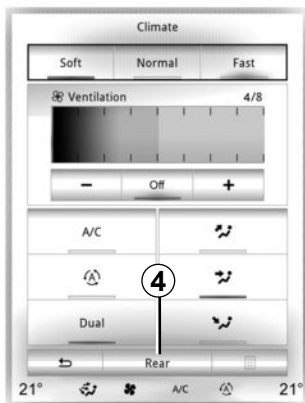 Climate
Soft Normal Fast
Ventilation 4/8
− Off +
A/C
A
4
Dual
Rear
21° A/C A 21°